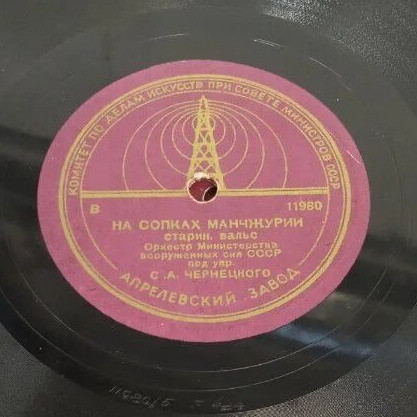 КОМИТЕТ ПО ДЕЛАМ ИСКУССТВ ПРИ СОВЕТЕ МИНИСТРОВ СССР
В 11980
НА СОПКАХ МАНЧЖУРИИ
старин. вальс
Оркестр Министерства
вооруженных сил СССР
под упр.
С.А. ЧЕРНЕЦКОГО
АПРЕЛЕВСКИЙ ЗАВОД